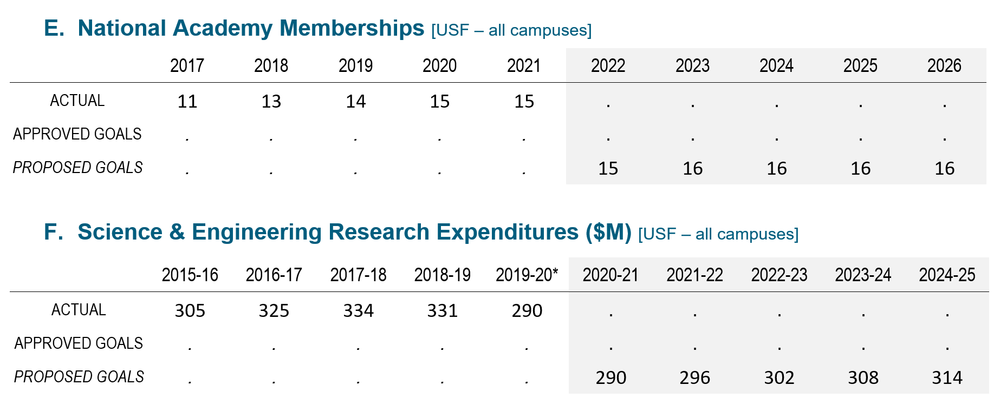 E. National Academy Memberships [USF – all campuses]
2017 2018 2019 2020 2021 2022 2023 2024 2025 2026
ACTUAL 11 13 14 15 15 . . . . .
APPROVED GOALS . . . . . . . . . .
PROPOSED GOALS . . . . . 15 16 16 16 16
F. Science & Engineering Research Expenditures ($M) [USF – all campuses]
2015-16 2016-17 2017-18 2018-19 2019-20* 2020-21 2021-22 2022-23 2023-24 2024-25
ACTUAL 305 325 334 331 290 . . . . .
APPROVED GOALS . . . . . . . . . .
PROPOSED GOALS . . . . . 290 296 302 308 314